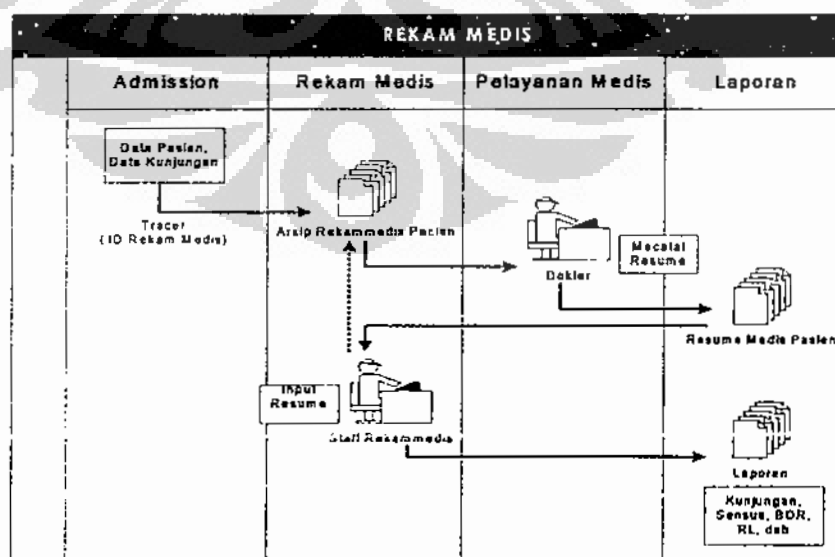 REKAM MEDIS
Admission
Rekam Medis
Pelayanan Medis
Laporan
Data Pasien,
Data Kunjungan
Tracer
(ID Rekam Medis)
Arsip Rekammedis Pasien
Dokter
Mecatat
Resume
Resume Medis Pasien
Input
Resume
Staff Rekammedis
Laporan
Kunjungan,
Sensus, BOR,
RL, dsb